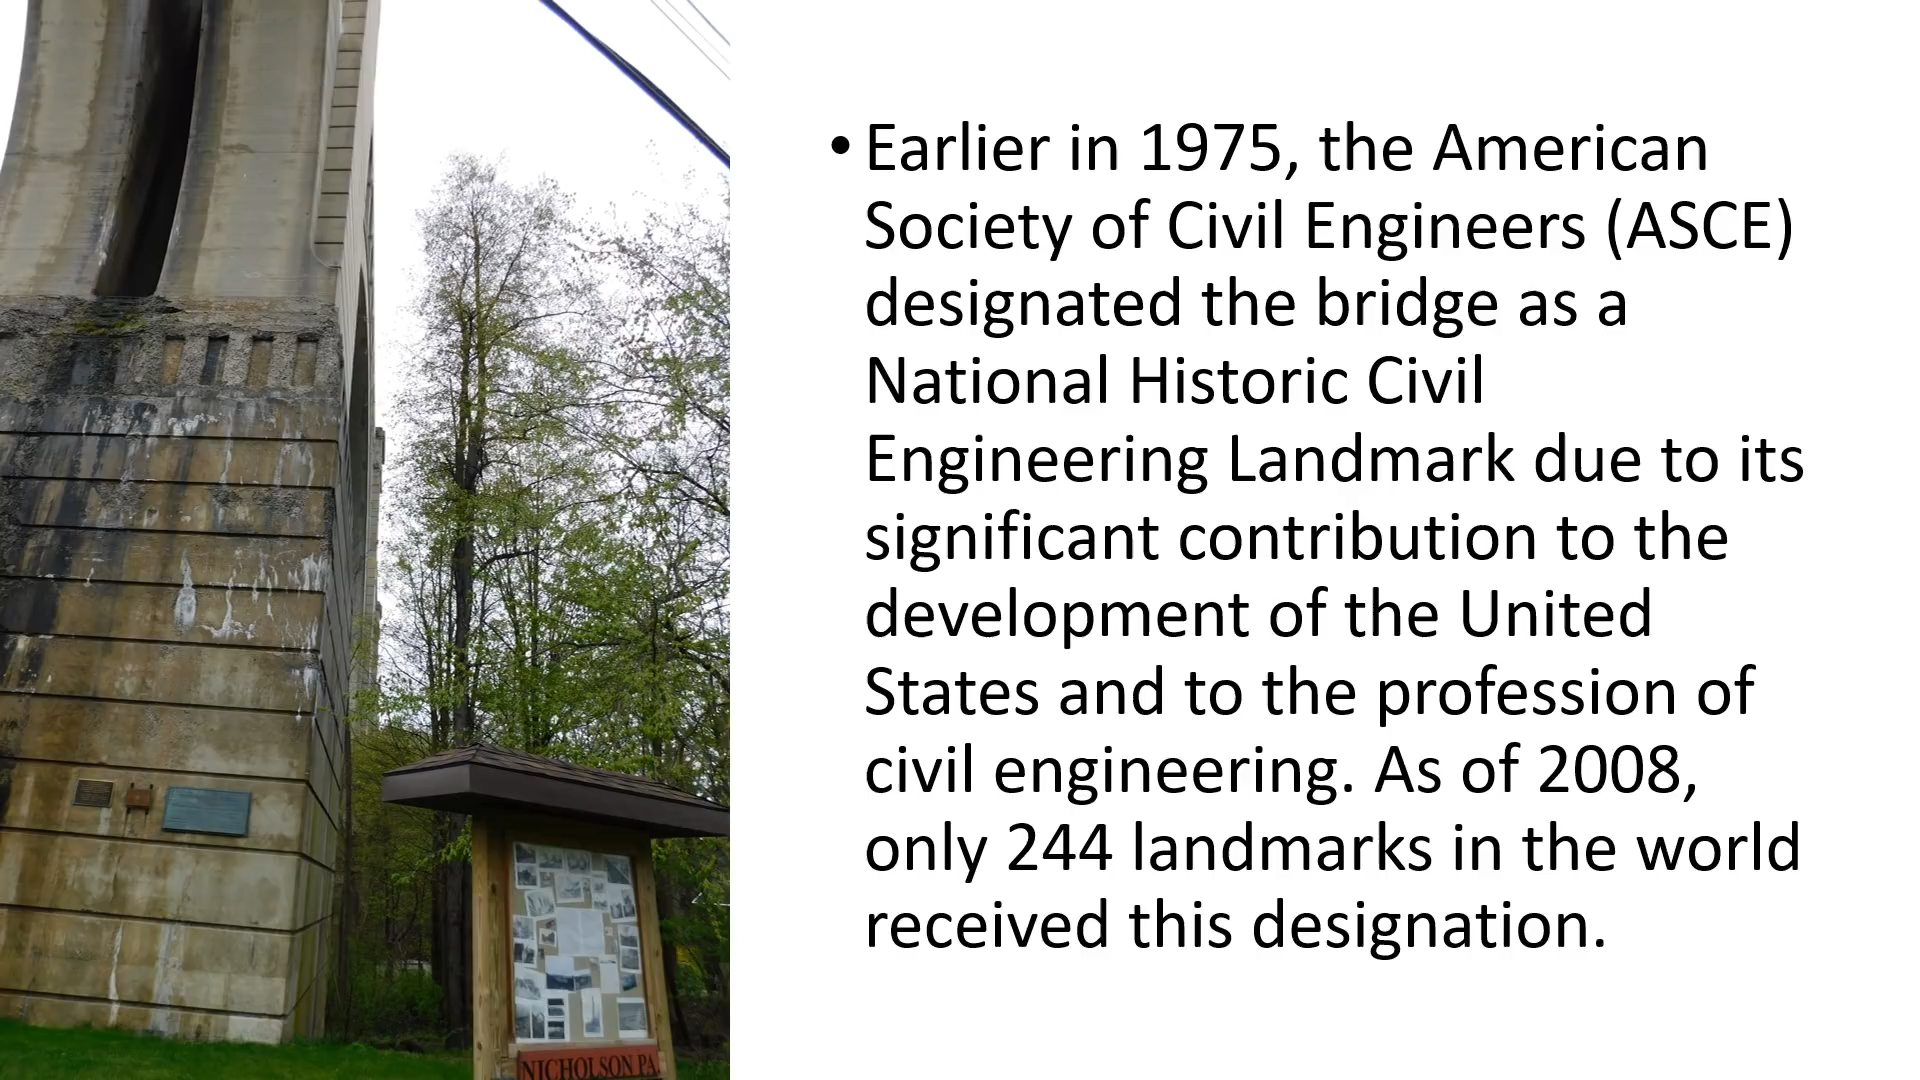 • Earlier in 1975, the American
Society of Civil Engineers (ASCE)
designated the bridge as a
National Historic Civil
Engineering Landmark due to its
significant contribution to the
development of the United
States and to the profession of
civil engineering. As of 2008,
only 244 landmarks in the world
received this designation.
NICHOLSON PA.